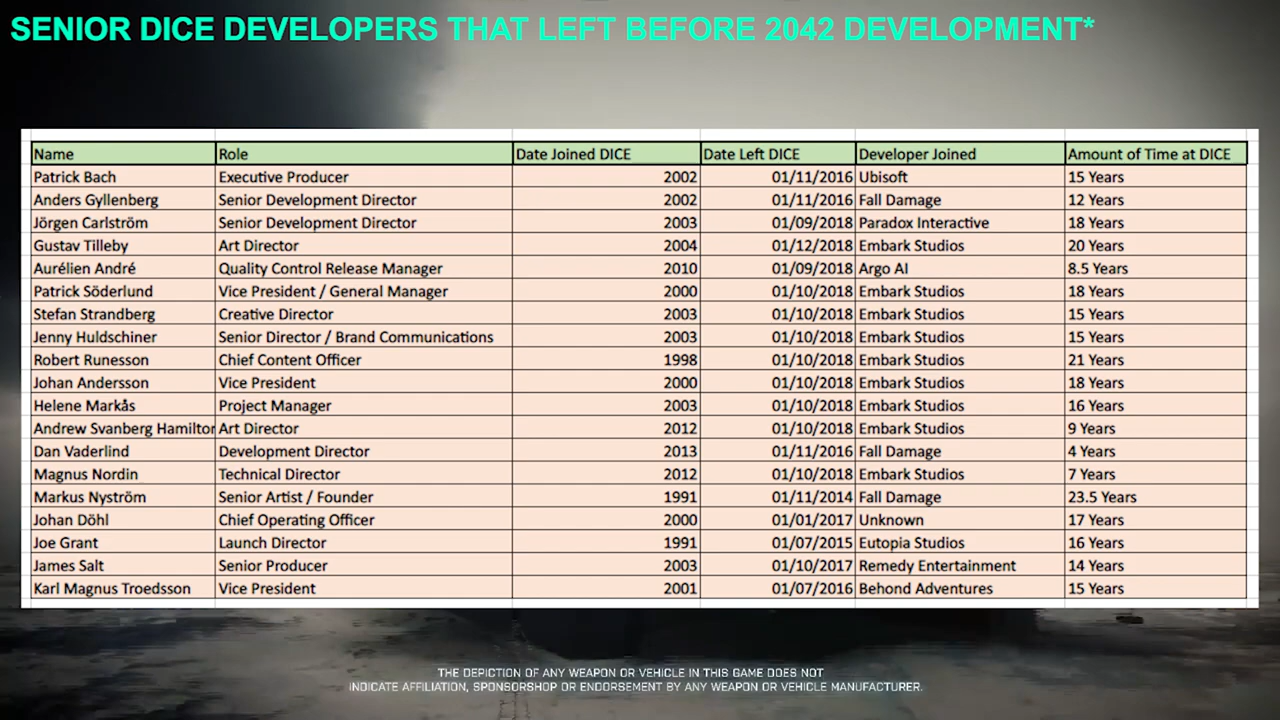 SENIOR DICE DEVELOPERS THAT LEFT BEFORE 2042 DEVELOPMENT*
Name Role Date Joined DICE Date Left DICE Developer Joined Amount of Time at DICE
Patrick Bach Executive Producer 2002 01/11/2016 Ubisoft 15 Years
Anders Gyllenberg Senior Development Director 2002 01/11/2016 Fall Damage 12 Years
Jörgen Carlström Senior Development Director 2003 01/09/2018 Paradox Interactive 18 Years
Gustav Tilleby Art Director 2004 01/12/2018 Embark Studios 20 Years
Aurélien André Quality Control Release Manager 2010 01/09/2018 Argo AI 8.5 Years
Patrick Söderlund Vice President / General Manager 2000 01/10/2018 Embark Studios 18 Years
Stefan Strandberg Creative Director 2003 01/10/2018 Embark Studios 15 Years
Jenny Huldschiner Senior Director / Brand Communications 2003 01/10/2018 Embark Studios 15 Years
Robert Runesson Chief Content Officer 1998 01/10/2018 Embark Studios 21 Years
Johan Andersson Vice President 2000 01/10/2018 Embark Studios 18 Years
Helene Markås Project Manager 2003 01/10/2018 Embark Studios 16 Years
Andrew Svanberg Hamilton Art Director 2012 01/10/2018 Embark Studios 9 Years
Dan Vaderlind Development Director 2013 01/11/2016 Fall Damage 4 Years
Magnus Nordin Technical Director 2012 01/10/2018 Embark Studios 7 Years
Markus Nyström Senior Artist / Founder 1991 01/11/2014 Fall Damage 23.5 Years
Johan Döhl Chief Operating Officer 2000 01/01/2017 Unknown 17 Years
Joe Grant Launch Director 1991 01/07/2015 Eutopia Studios 16 Years
James Salt Senior Producer 2003 01/10/2017 Remedy Entertainment 14 Years
Karl Magnus Troedsson Vice President 2001 01/07/2016 Behond Adventures 15 Years
THE DEPICTION OF ANY WEAPON OR VEHICLE IN THIS GAME DOES NOT
INDICATE AFFILIATION, SPONSORSHOP OR ENDORSEMENT BY ANY WEAPON OR VEHICLE MANUFACTURER.